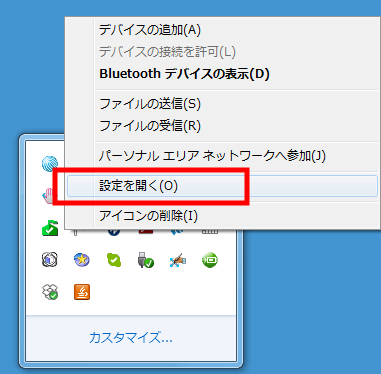 デバイスの追加(A)
デバイスの接続を許可(L)
Bluetooth デバイスの表示(D)
ファイルの送信(S)
ファイルの受信(R)
パーソナル エリア ネットワークへ参加(J)
設定を開く(O)
アイコンの削除(I)
カスタマイズ...